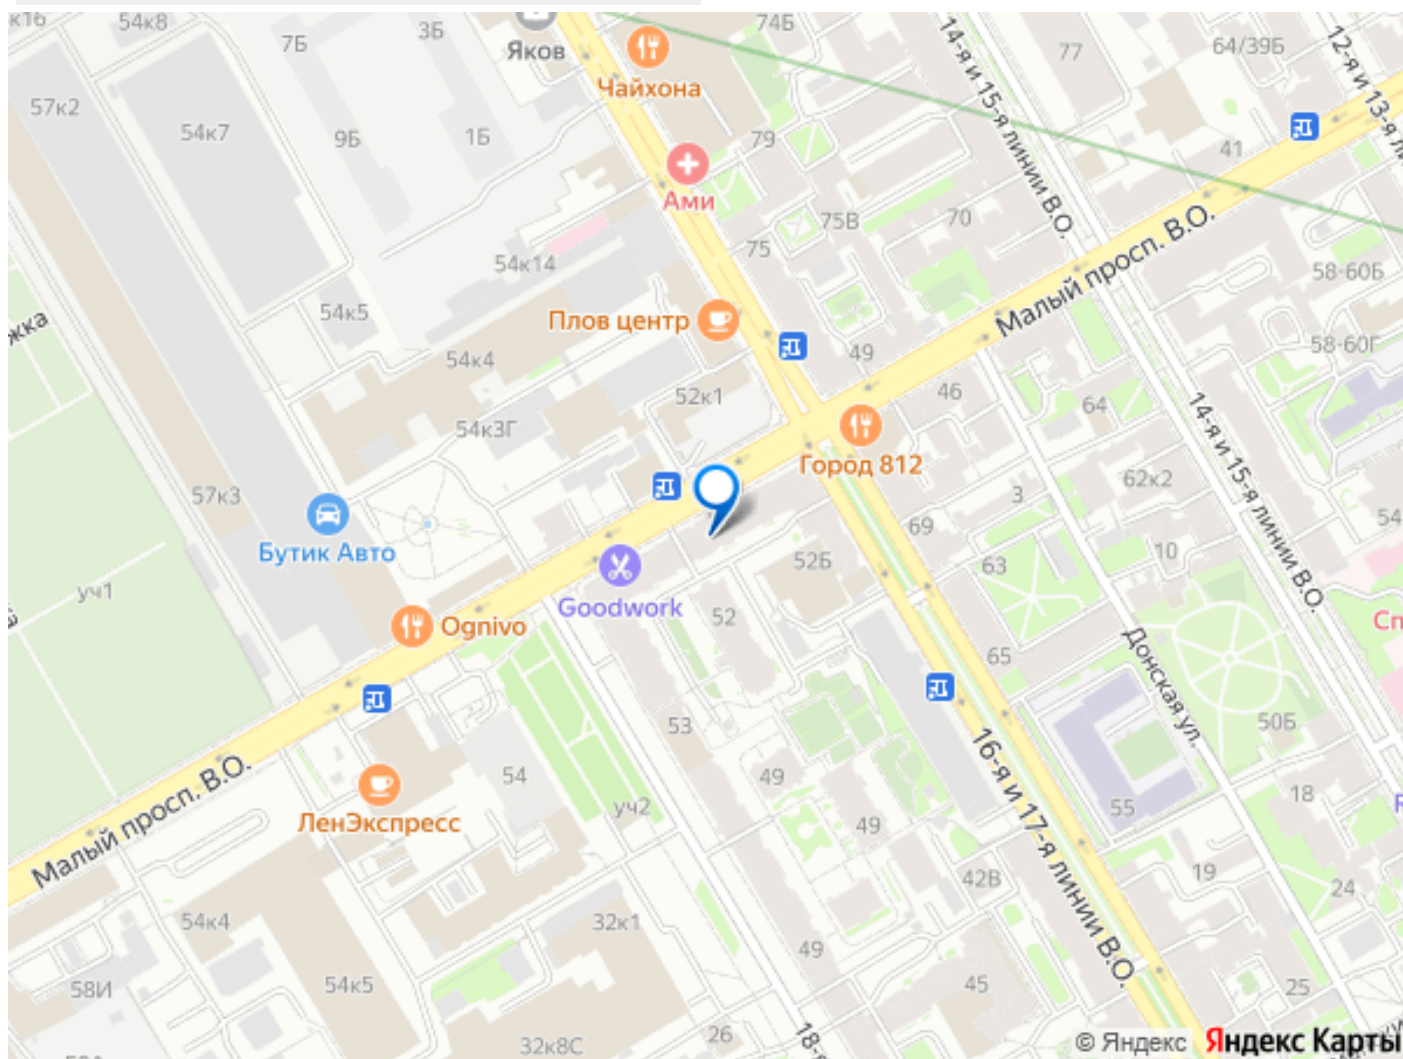 к16
54к8
7Б
3Б
Яков
Чайхона
74Б
14-я и 15-я линии В.О.
77
64/39Б
12-я и 13-я
57к2
54к7
9Б
1Б
79
41
Ами
75В
70
75
54к14
Малый просп. В.О.
58-60Б
жка
54к5
Плов центр
49
58-60Г
54к4
52к1
46
64
14-я и 15-я линии В.О.
54к3Г
Город 812
62к2
57к3
3
54
Бутик Авто
69
10
52Б
63
уч1
Goodwork
52
Сп
Ognivo
65
Донская ул.
53
50Б
16-я и 17-я линии В.О.
Малый просп. В.О.
54
49
18
уч2
55
ЛенЭкспресс
49
19
42В
24
54к4
32к1
49
58И
54к5
45
25
26
18-я
32к8С
© Яндекс
Яндекс Карты